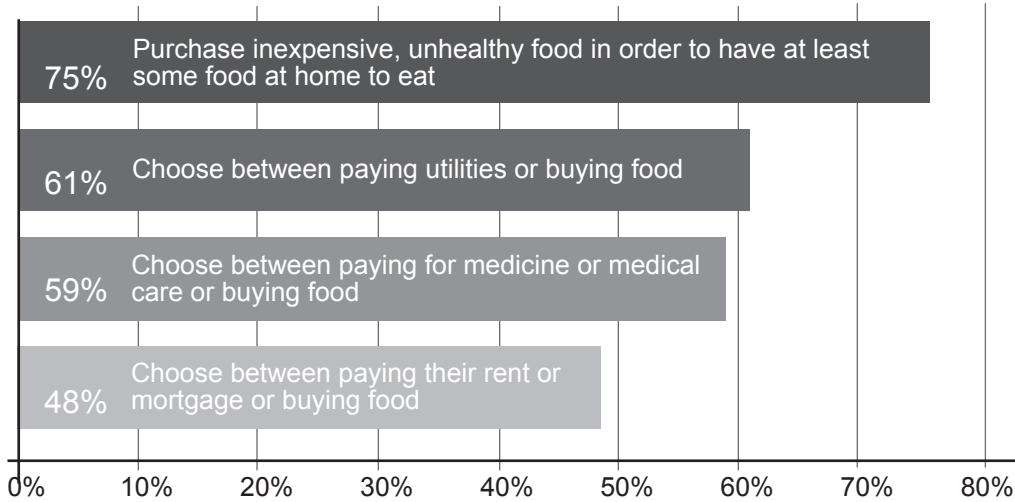 75%
Purchase inexpensive, unhealthy food in order to have at least
some food at home to eat
61%
Choose between paying utilities or buying food
59%
Choose between paying for medicine or medical
care or buying food
48%
Choose between paying their rent or
mortgage or buying food
0% 10% 20% 30% 40% 50% 60% 70% 80%